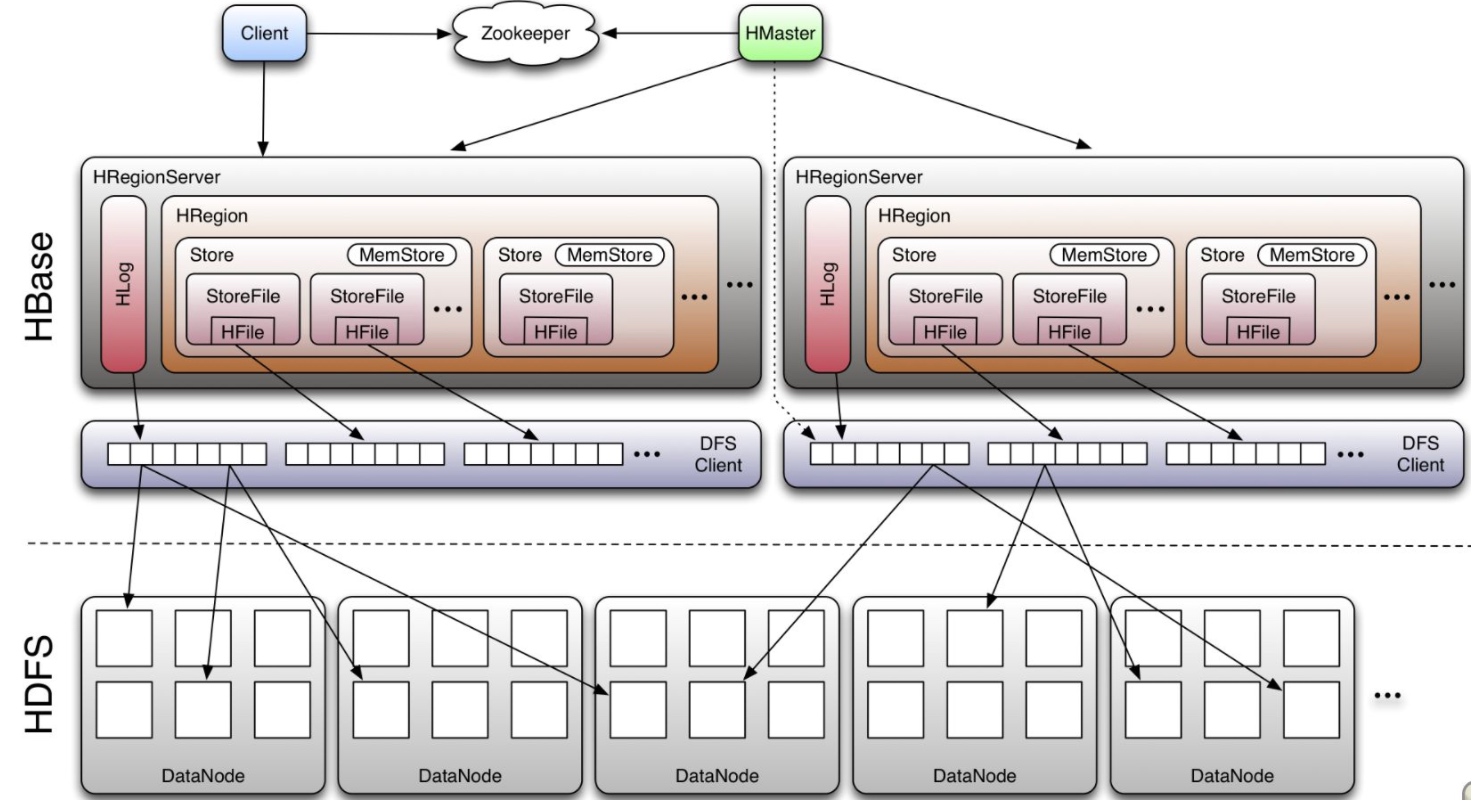 Client
Zookeeper
HMaster
HBase
HRegionServer
HLog
HRegion
Store
MemStore
StoreFile
HFile
StoreFile
HFile
...
Store
MemStore
StoreFile
HFile
...
...
HRegionServer
HLog
HRegion
Store
MemStore
StoreFile
HFile
StoreFile
HFile
...
Store
MemStore
StoreFile
HFile
...
...
...
DFS
Client
...
DFS
Client
HDFS
DataNode
DataNode
DataNode
DataNode
DataNode
...